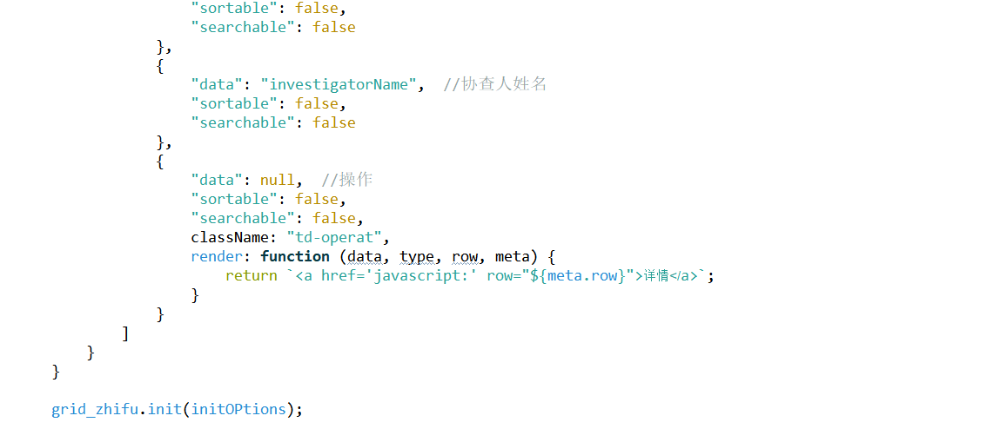 "sortable": false,
"searchable": false
},
{
"data": "investigatorName",  //协查人姓名
"sortable": false,
"searchable": false
},
{
"data": null,  //操作
"sortable": false,
"searchable": false,
className: "td-operat",
render: function (data, type, row, meta) {
return `<a href='javascript:' row="${meta.row}">详情</a>`;
}
}
]
}
}
grid_zhifu.init(initOPtions);